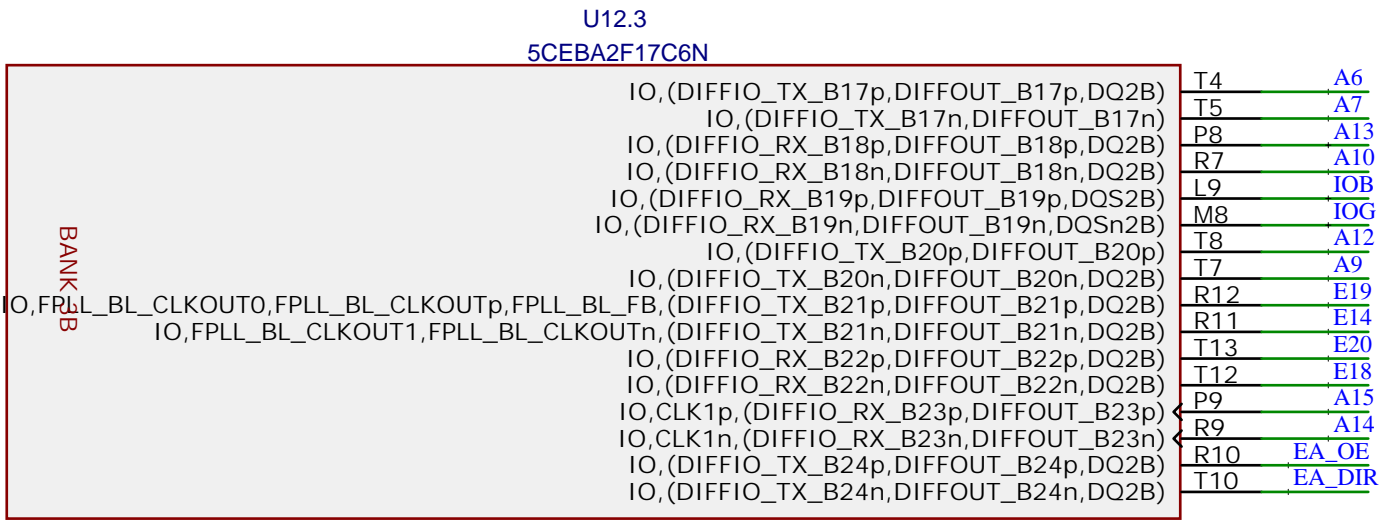 U12.3
5CEBA2F17C6N
IO,(DIFFIO_TX_B17p,DIFFOUT_B17p,DQ2B) T4 A6
IO,(DIFFIO_TX_B17n,DIFFOUT_B17n) T5 A7
IO,(DIFFIO_RX_B18p,DIFFOUT_B18p,DQ2B) P8 A13
IO,(DIFFIO_RX_B18n,DIFFOUT_B18n,DQ2B) R7 A10
IO,(DIFFIO_RX_B19p,DIFFOUT_B19p,DQS2B) L9 IOB
IO,(DIFFIO_RX_B19n,DIFFOUT_B19n,DQSn2B) M8 IOG
IO,(DIFFIO_TX_B20p,DIFFOUT_B20p) T8 A12
IO,(DIFFIO_TX_B20n,DIFFOUT_B20n,DQ2B) T7 A9
IO,FPLL_BL_CLKOUT0,FPLL_BL_CLKOUTp,FPLL_BL_FB,(DIFFIO_TX_B21p,DIFFOUT_B21p,DQ2B) R12 E19
IO,FPLL_BL_CLKOUT1,FPLL_BL_CLKOUTn,(DIFFIO_TX_B21n,DIFFOUT_B21n,DQ2B) R11 E14
IO,(DIFFIO_RX_B22p,DIFFOUT_B22p,DQ2B) T13 E20
IO,(DIFFIO_RX_B22n,DIFFOUT_B22n,DQ2B) T12 E18
IO,CLK1p,(DIFFIO_RX_B23p,DIFFOUT_B23p) P9 A15
IO,CLK1n,(DIFFIO_RX_B23n,DIFFOUT_B23n) R9 A14
IO,(DIFFIO_TX_B24p,DIFFOUT_B24p,DQ2B) R10 EA_OE
IO,(DIFFIO_TX_B24n,DIFFOUT_B24n,DQ2B) T10 EA_DIR
BANK 3B